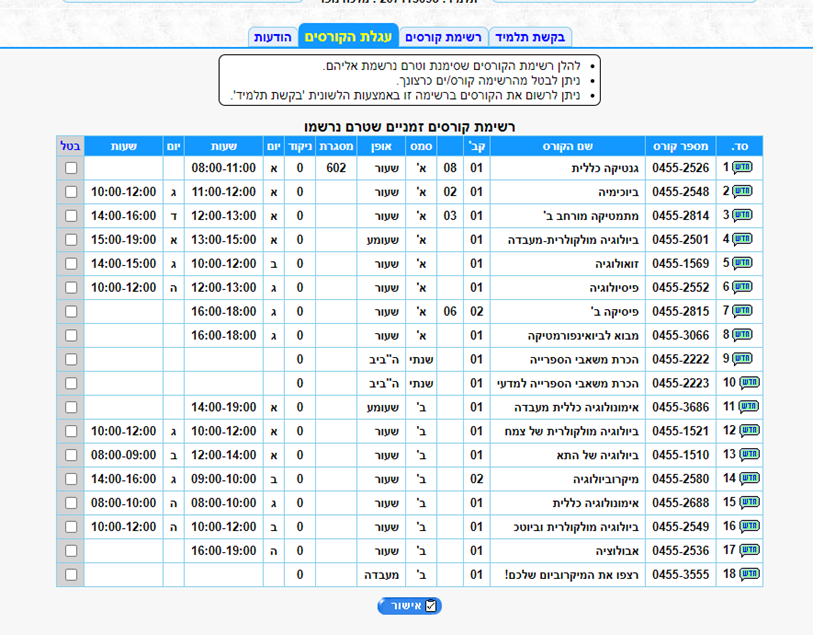 בקשת תלמיד רשימת קורסים עגלת הקורסים הודעות
להלן רשימת הקורסים שסימנת וטרם נרשמת אליהם.
ניתן לבטל מהרשימה קורס/ים כרצונך.
ניתן לרשום את הקורסים ברשימה זו באמצעות הלשונית 'בקשת תלמיד'.
רשימת קורסים זמניים שטרם נרשמו
סד. מספר קורס שם הקורס קב' סמס אופן מסגרת ניקוד יום שעות יום שעות בטל
חדש 1 0455-2526 גנטיקה כללית 01 08 א' שעור 602 0 א 08:00-11:00
חדש 2 0455-2548 ביוכימיה 01 02 א' שעור 0 א 11:00-12:00 ג 10:00-12:00
חדש 3 0455-2814 מתמטיקה מורחב ב' 01 03 א' שעור 0 א 12:00-13:00 ד 14:00-16:00
חדש 4 0455-2501 ביולוגיה מולקולרית-מעבדה 01 א' שעומע 0 א 13:00-15:00 א 15:00-19:00
חדש 5 0455-1569 זואולוגיה 01 א' שעור 0 ב 10:00-12:00 ג 14:00-15:00
חדש 6 0455-2552 פיסיולוגיה 01 א' שעור 0 ג 12:00-13:00 ה 10:00-12:00
חדש 7 0455-2815 פיסיקה ב' 02 06 א' שעור 0 ג 16:00-18:00
חדש 8 0455-3066 מבוא לביואינפורמטיקה 01 א' שעור 0 ג 16:00-18:00
חדש 9 0455-2222 הכרת משאבי הספרייה 01 שנתי ה"ביב 0
חדש 10 0455-2223 הכרת משאבי הספרייה למדעי 01 שנתי ה"ביב 0
חדש 11 0455-3686 אימונולוגיה כללית מעבדה 01 ב' שעומע 0 א 14:00-19:00
חדש 12 0455-1521 ביולוגיה מולקולרית של צמח 01 ב' שעור 0 א 10:00-12:00 ג 10:00-12:00
חדש 13 0455-1510 ביולוגיה של התא 01 ב' שעור 0 א 12:00-14:00 ב 08:00-09:00
חדש 14 0455-2580 מיקרוביולוגיה 02 ב' שעור 0 ב 09:00-10:00 ג 14:00-16:00
חדש 15 0455-2688 אימונולוגיה כללית 01 ב' שעור 0 ג 08:00-10:00 ה 08:00-10:00
חדש 16 0455-2549 ביולוגיה מולקולרית וביוטכ 01 ב' שעור 0 ב 10:00-12:00 ה 10:00-12:00
חדש 17 0455-2536 אבולוציה 01 ב' שעור 0 ה 16:00-19:00
חדש 18 0455-3555 רצפו את המיקרוביום שלכם! 01 ב' מעבדה 0
אישור